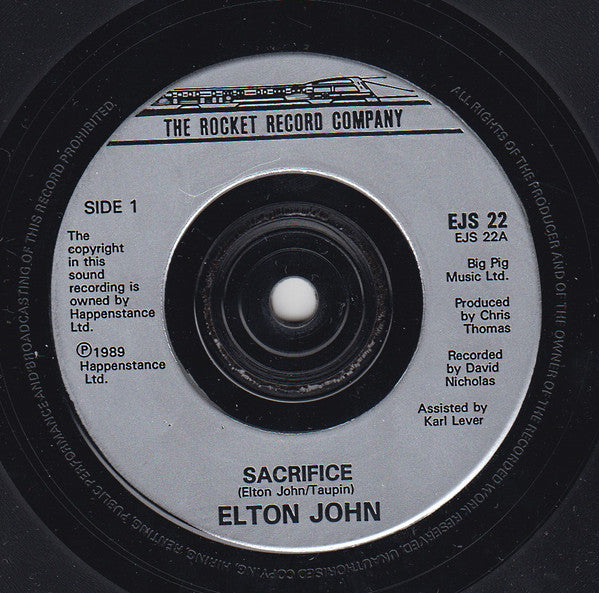 THE ROCKET RECORD COMPANY
SIDE 1
The
copyright
in this
sound
recording is
owned by
Happenstance
Ltd.
Ⓟ1989
Happenstance
Ltd.
EJS 22
EJS 22A
Big Pig
Music Ltd.
Produced
by Chris
Thomas
Recorded
by David
Nicholas
Assisted by
Karl Lever
SACRIFICE
(Elton John/Taupin)
ELTON JOHN
ALL RIGHTS OF THE PRODUCER AND OF THE OWNER OF THE RECORDED WORK RESERVED. UNAUTHORISED COPYING, HIRING, RENTING, PUBLIC PERFORMANCE AND BROADCASTING OF THIS RECORD PROHIBITED.